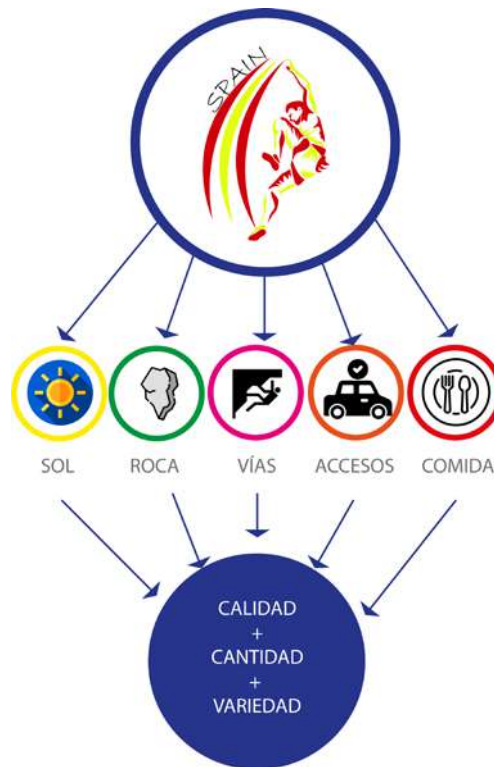 SPAIN
SOL
ROCA
VÍAS
ACCESOS
COMIDA
CALIDAD
+
CANTIDAD
+
VARIEDAD